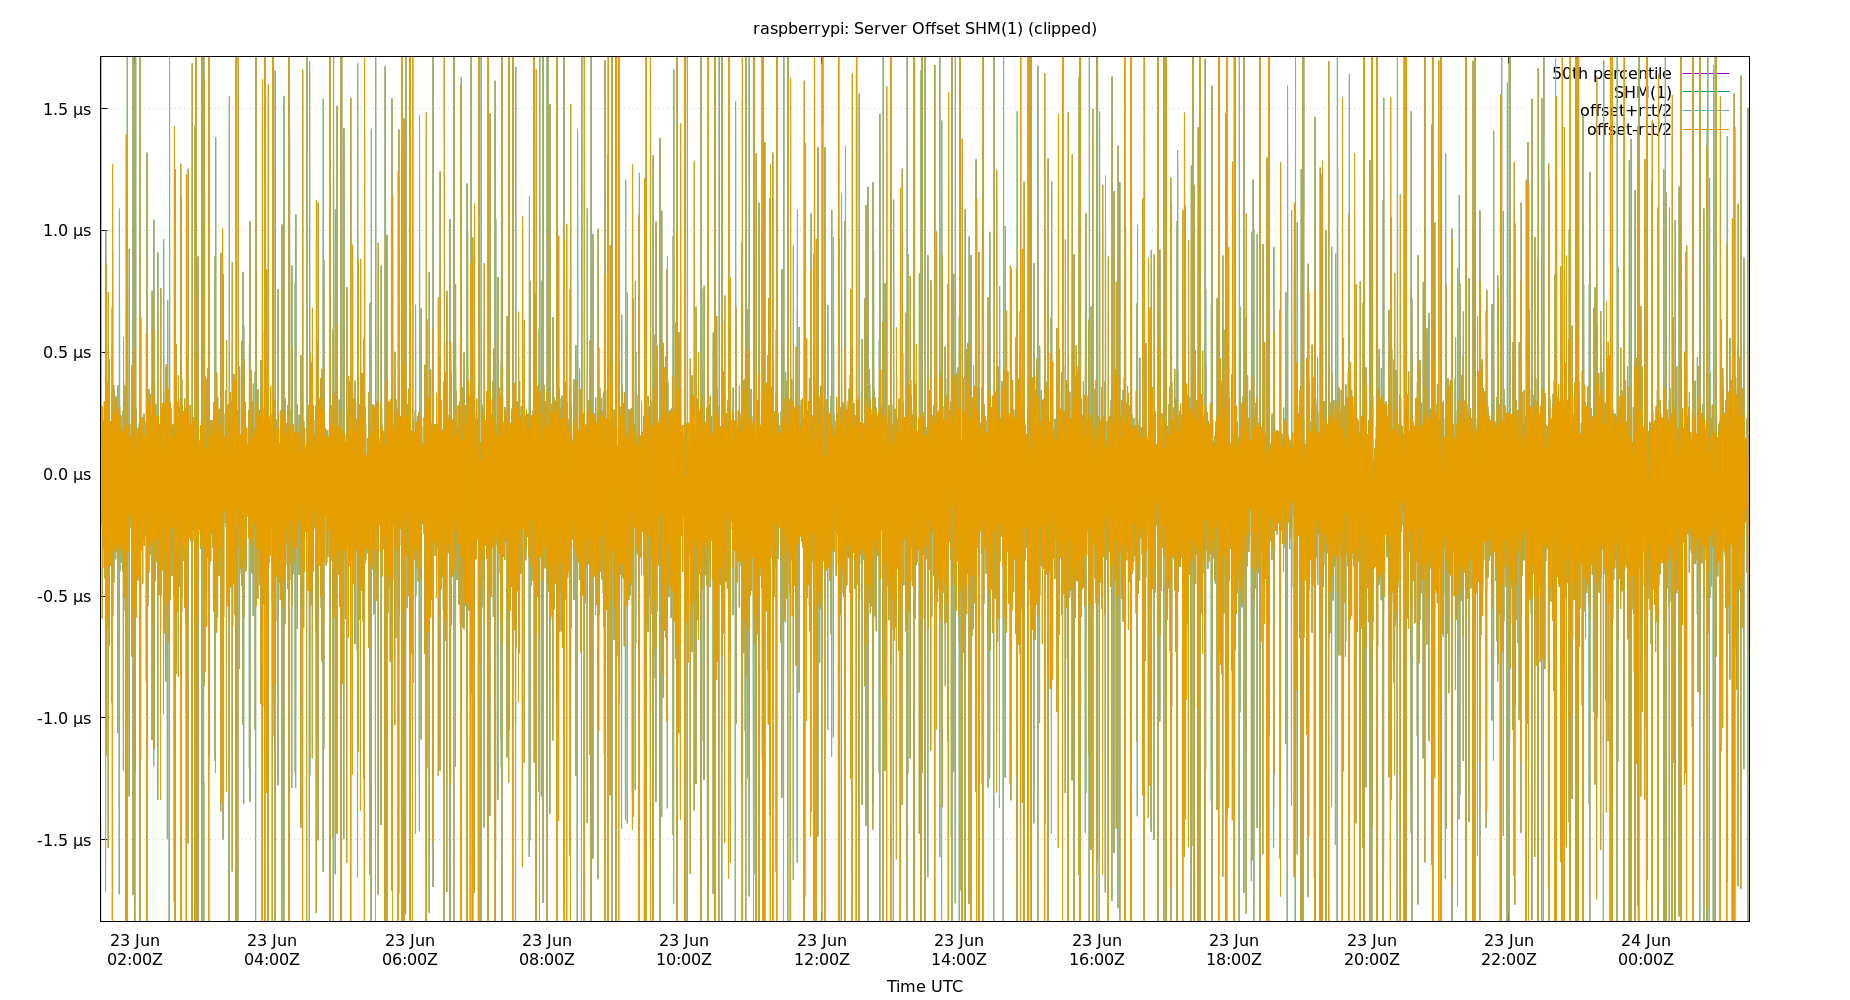 raspberrypi: Server Offset SHM(1) (clipped)
50th percentile
SHM(1)
offset+rtt/2
offset-rtt/2
1.5 µs
1.0 µs
0.5 µs
0.0 µs
-0.5 µs
-1.0 µs
-1.5 µs
23 Jun 23 Jun 23 Jun 23 Jun 23 Jun 23 Jun 23 Jun 23 Jun 23 Jun 23 Jun 23 Jun 24 Jun
02:00Z 04:00Z 06:00Z 08:00Z 10:00Z 12:00Z 14:00Z 16:00Z 18:00Z 20:00Z 22:00Z 00:00Z
Time UTC